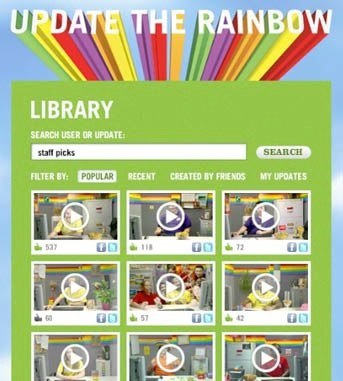 UPDATE THE RAINBOW
LIBRARY
SEARCH USER OR UPDATE:
staff picks
SEARCH
FILTER BY: POPULAR RECENT CREATED BY FRIENDS MY UPDATES
537 118 72
60 57 42